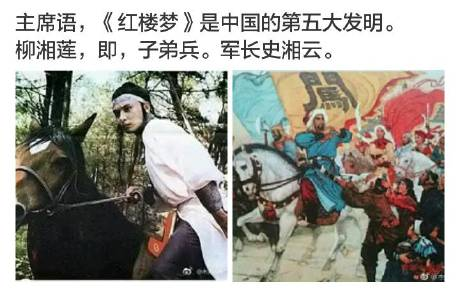 主席语，《红楼梦》是中国的第五大发明。
柳湘莲，即，子弟兵。军长史湘云。
闖